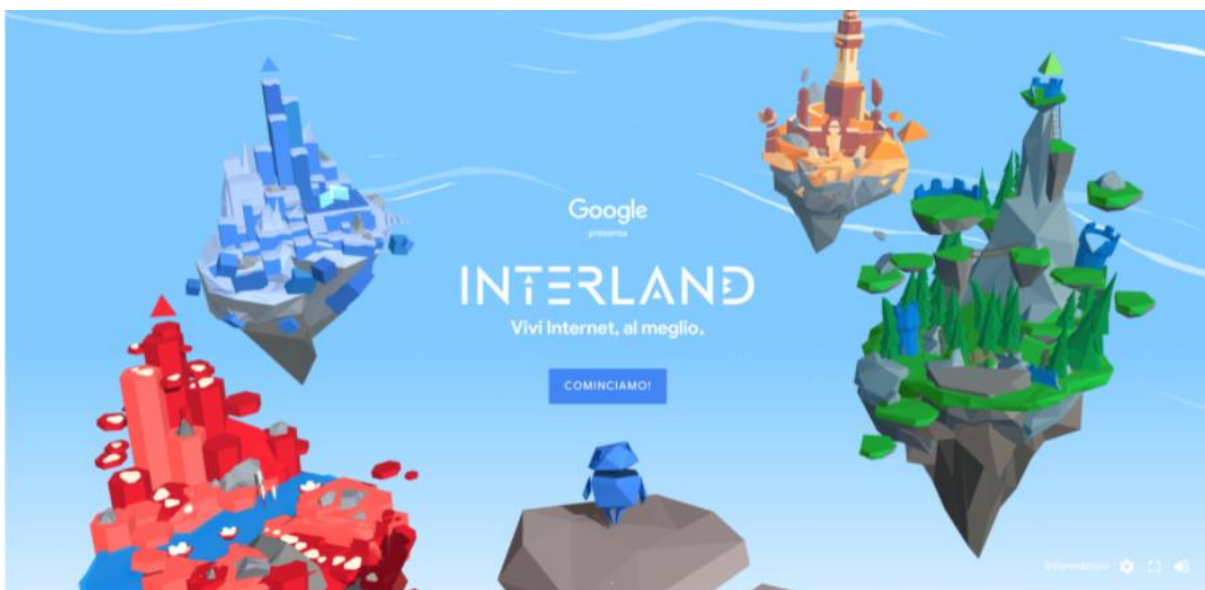 Google
presenta
INTERLAND
Vivi Internet, al meglio.
COMINCIAMO!
Informazioni